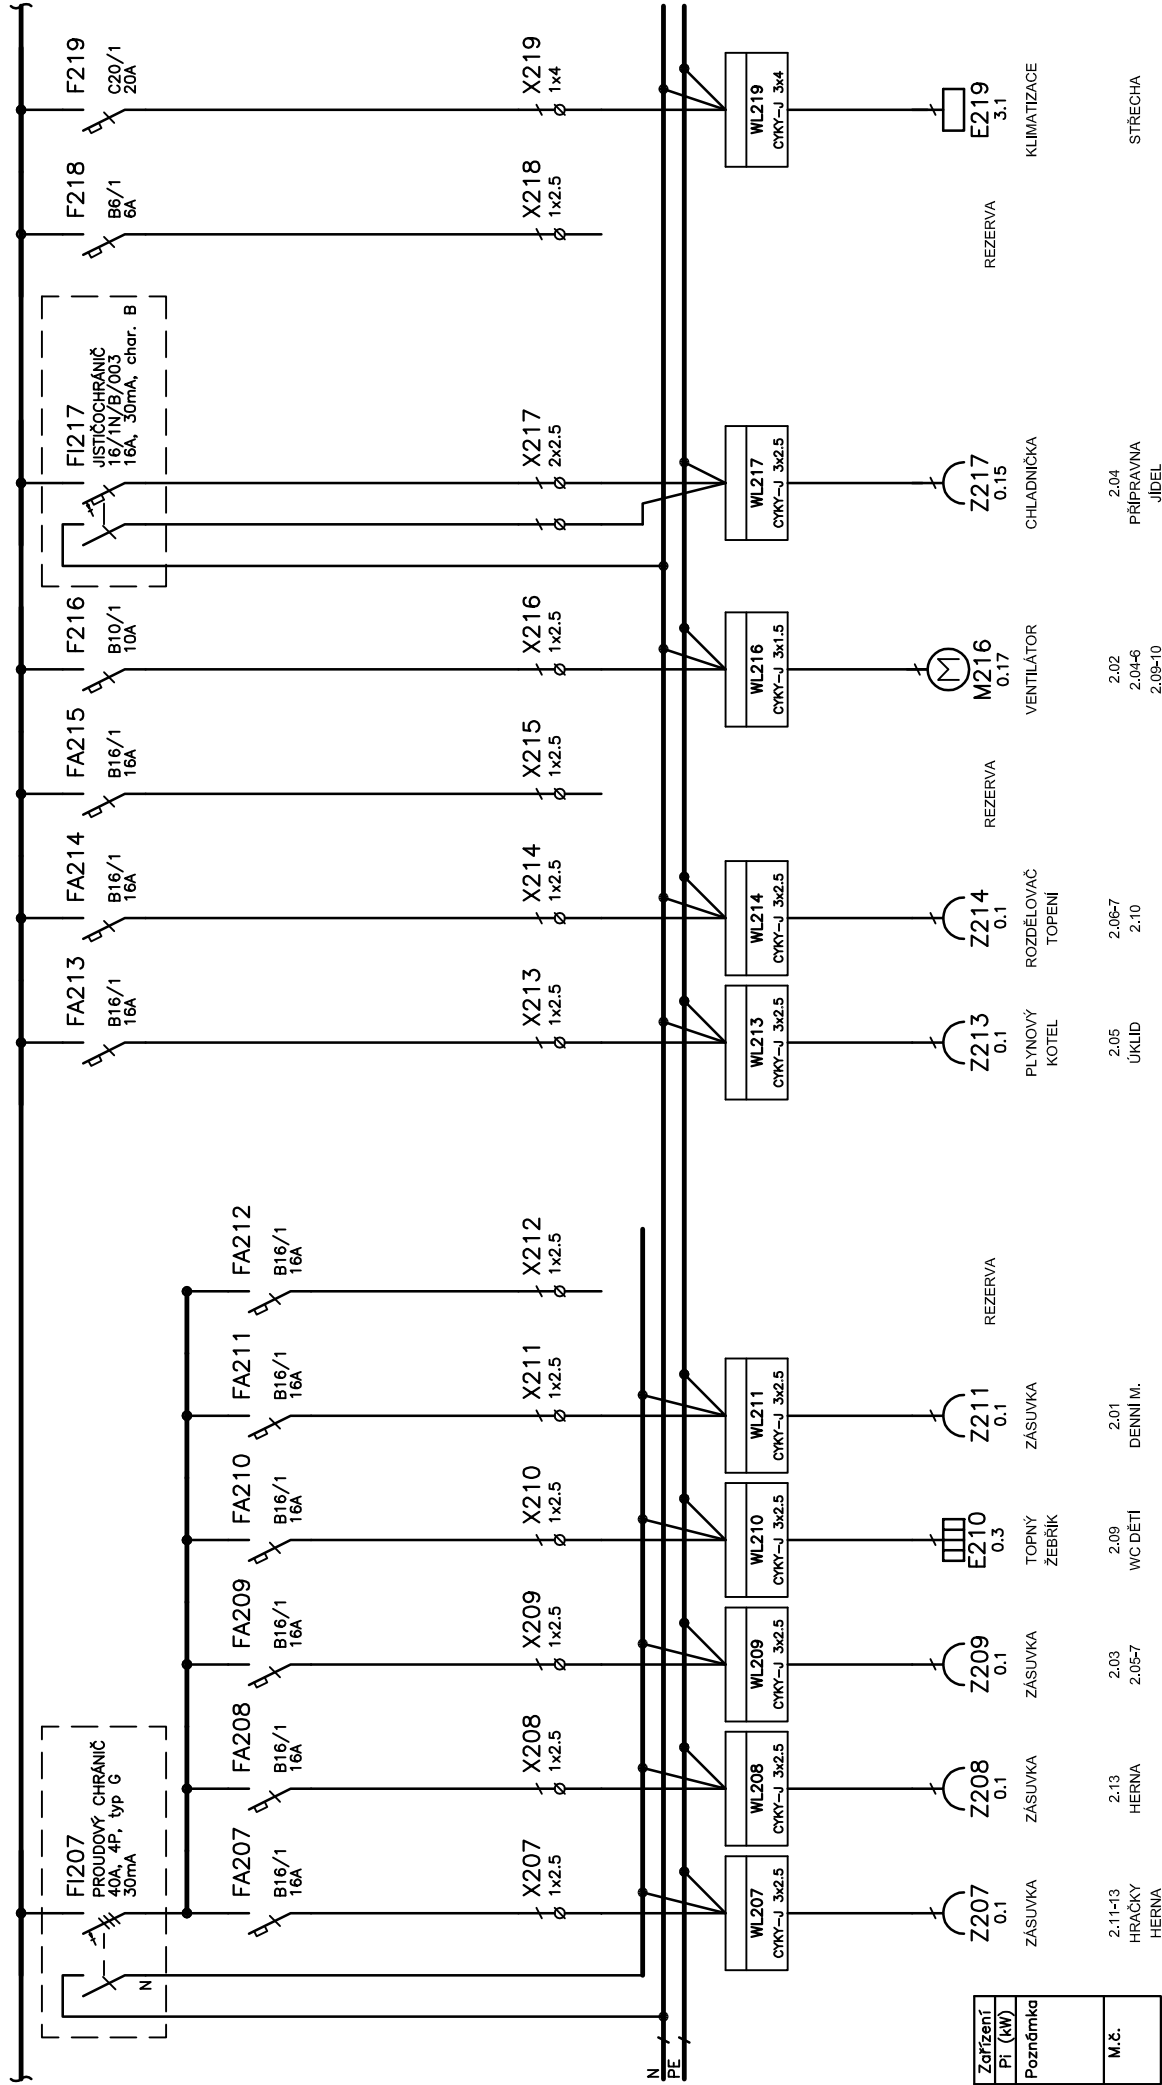 FI207
PROUDOVÝ CHRÁNIČ
40A, 4P, typ G
30mA
N
FA207
B16/1
16A
X207
1x2.5
WL207
CYKY-J 3x2.5
Z207
0.1
ZÁSUVKA
2.11-13
HRAČKY
HERNA
FA208
B16/1
16A
X208
1x2.5
WL208
CYKY-J 3x2.5
Z208
0.1
ZÁSUVKA
2.13
HERNA
FA209
B16/1
16A
X209
1x2.5
WL209
CYKY-J 3x2.5
Z209
0.1
ZÁSUVKA
2.03
2.05-7
FA210
B16/1
16A
X210
1x2.5
WL210
CYKY-J 3x2.5
E210
0.3
TOPNÝ
ŽEBŘÍK
2.09
WC DĚTÍ
FA211
B16/1
16A
X211
1x2.5
WL211
CYKY-J 3x2.5
Z211
0.1
ZÁSUVKA
2.01
DENNÍ M.
FA212
B16/1
16A
X212
1x2.5
REZERVA
FA213
B16/1
16A
X213
1x2.5
WL213
CYKY-J 3x2.5
Z213
0.1
PLYNOVÝ
KOTEL
2.05
ÚKLID
FA214
B16/1
16A
X214
1x2.5
WL214
CYKY-J 3x2.5
Z214
0.1
ROZDĚLOVAČ
TOPENÍ
2.06-7
2.10
FA215
B16/1
16A
X215
1x2.5
REZERVA
F216
B10/1
10A
X216
1x2.5
WL216
CYKY-J 3x1.5
M
M216
0.17
VENTILÁTOR
2.02
2.04-6
2.09-10
FI217
JISTIČOCHRÁNIČ
16/1N/B/003
16A, 30mA, char. B
X217
2x2.5
WL217
CYKY-J 3x2.5
Z217
0.15
CHLADNIČKA
2.04
PŘÍPRAVNA
JÍDEL
F218
B6/1
6A
X218
1x2.5
REZERVA
F219
C20/1
20A
X219
1x4
WL219
CYKY-J 3x4
E219
3.1
KLIMATIZACE
STŘECHA
N
PE
Zařízení
Pi (kW)
Poznámka
M.č.